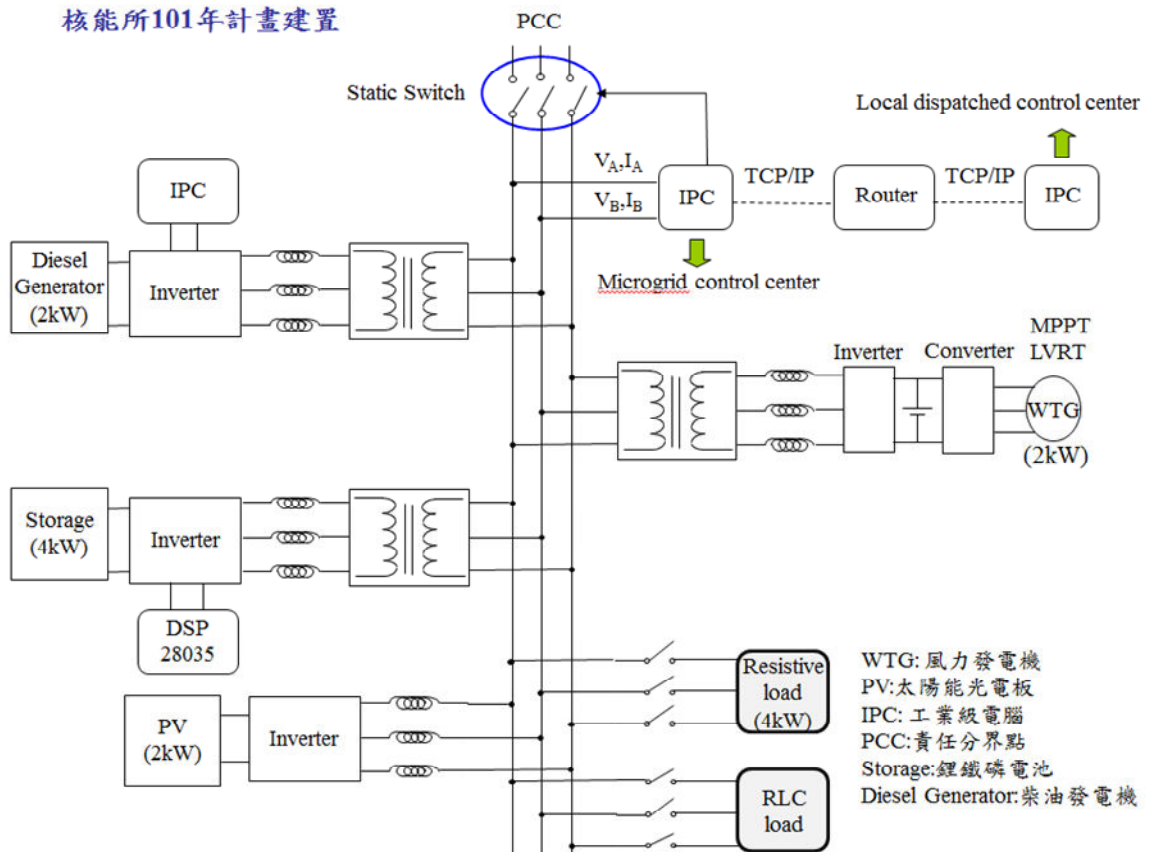 核能所101年計畫建置
PCC
Static Switch
Local dispatched control center
V_A,I_A
V_B,I_B
IPC
TCP/IP
Router
TCP/IP
IPC
Microgrid control center
IPC
Diesel
Generator
(2kW)
Inverter
Inverter
Converter
MPPT
LVRT
WTG
(2kW)
Storage
(4kW)
Inverter
DSP
28035
PV
(2kW)
Inverter
Resistive
load
(4kW)
RLC
load
WTG: 風力發電機
PV:太陽能光電板
IPC: 工業級電腦
PCC:責任分界點
Storage:鋰鐵磷電池
Diesel Generator:柴油發電機